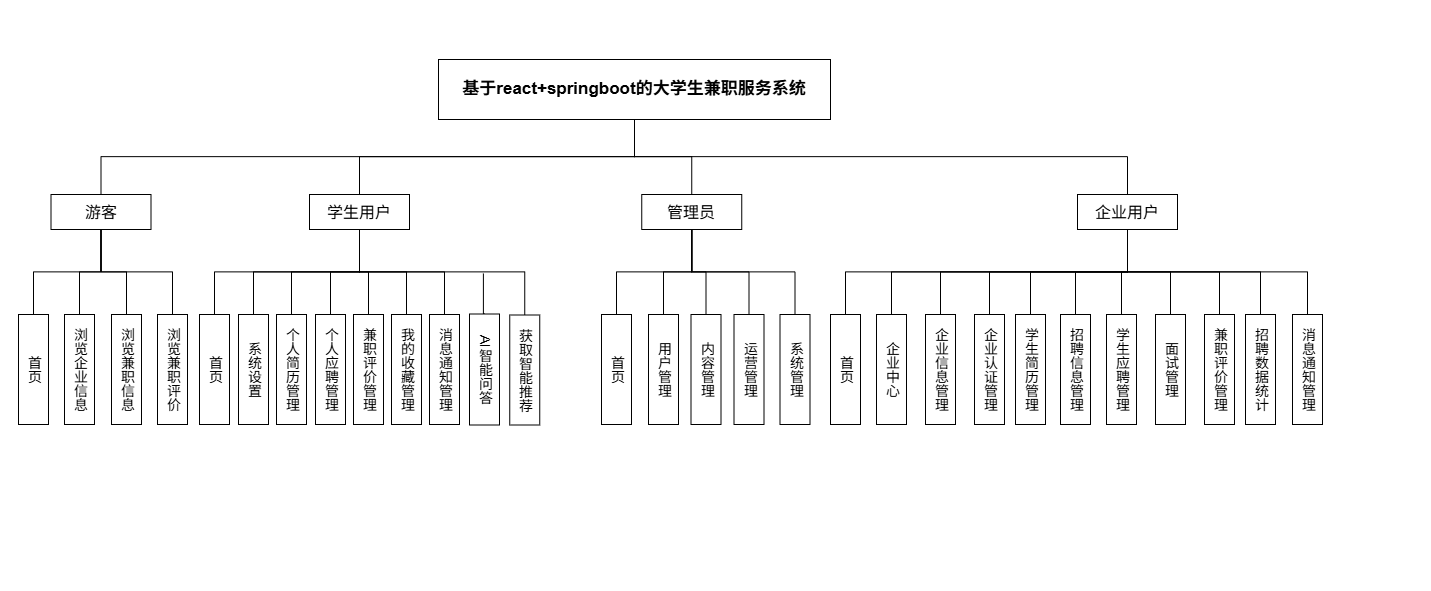 基于react+springboot的大学生兼职服务系统
游客
学生用户
管理员
企业用户
首页
浏览企业信息
浏览兼职信息
浏览兼职评价
首页
系统设置
个人简历管理
个人应聘管理
兼职评价管理
我的收藏管理
消息通知管理
AI智能问答
获取智能推荐
首页
用户管理
内容管理
运营管理
系统管理
首页
企业中心
企业信息管理
企业认证管理
学生简历管理
招聘信息管理
学生应聘管理
面试管理
兼职评价管理
招聘数据统计
消息通知管理